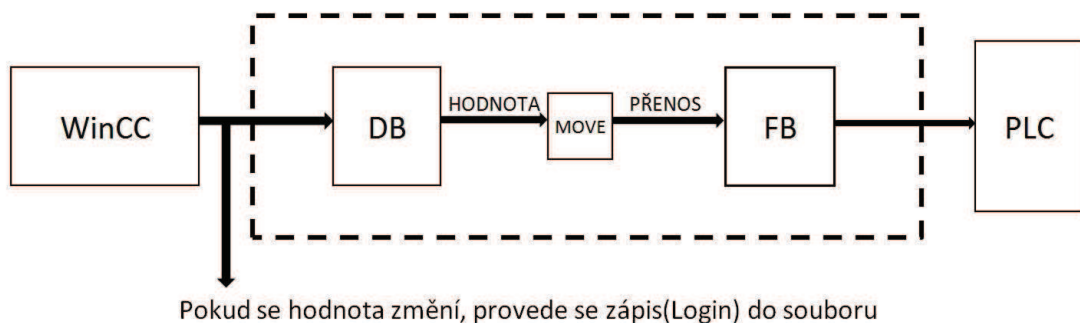 WinCC
DB
HODNOTA
MOVE
PŘENOS
FB
PLC
Pokud se hodnota změní, provede se zápis(Login) do souboru